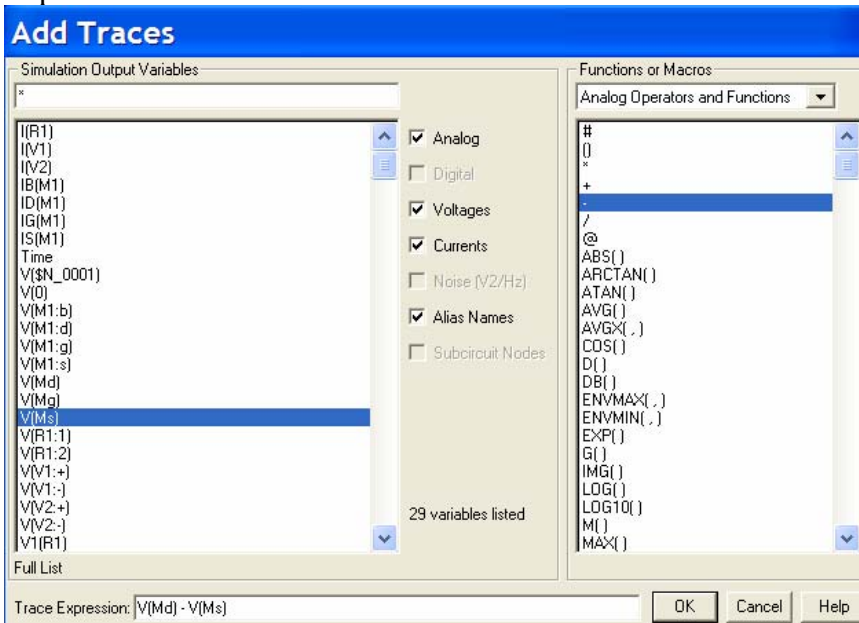 Add Traces
Simulation Output Variables
*
I(R1)
I(V1)
I(V2)
IB(M1)
ID(M1)
IG(M1)
IS(M1)
Time
V($N_0001)
V(0)
V(M1:b)
V(M1:d)
V(M1:g)
V(M1:s)
V(Md)
V(Mg)
V(Ms)
V(R1:1)
V(R1:2)
V(V1:+)
V(V1:-)
V(V2:+)
V(V2:-)
V1(R1)
Full List
Analog
Digital
Voltages
Currents
Noise (V2/Hz)
Alias Names
Subcircuit Nodes
29 variables listed
Functions or Macros
Analog Operators and Functions
#
()
*
+
-
/
@
ABS( )
ARCTAN( )
ATAN( )
AVG( )
AVGX( , )
COS( )
D( )
DB( )
ENVMAX( , )
ENVMIN( , )
EXP( )
G( )
IMG( )
LOG( )
LOG10( )
M( )
MAX( )
Trace Expression: V(Md) - V(Ms)
OK
Cancel
Help